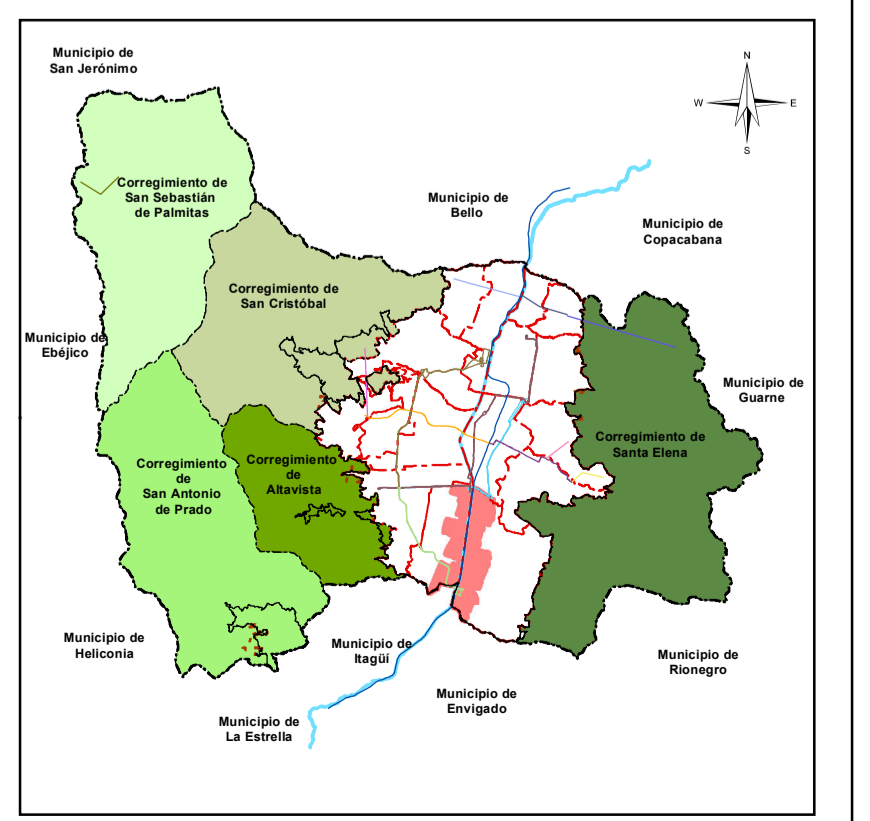 Municipio de
San Jerónimo
N
W
E
S
Corregimiento de
San Sebastián
de Palmitas
Municipio de
Bello
Municipio de
Copacabana
Corregimiento de
San Cristóbal
Municipio de
Ebéjico
Municipio de
Guarne
Corregimiento de
Santa Elena
Corregimiento
de
San Antonio
de Prado
Corregimiento
de
Altavista
Municipio de
Heliconia
Municipio de
Itagüí
Municipio de
Rionegro
Municipio de
Envigado
Municipio de
La Estrella